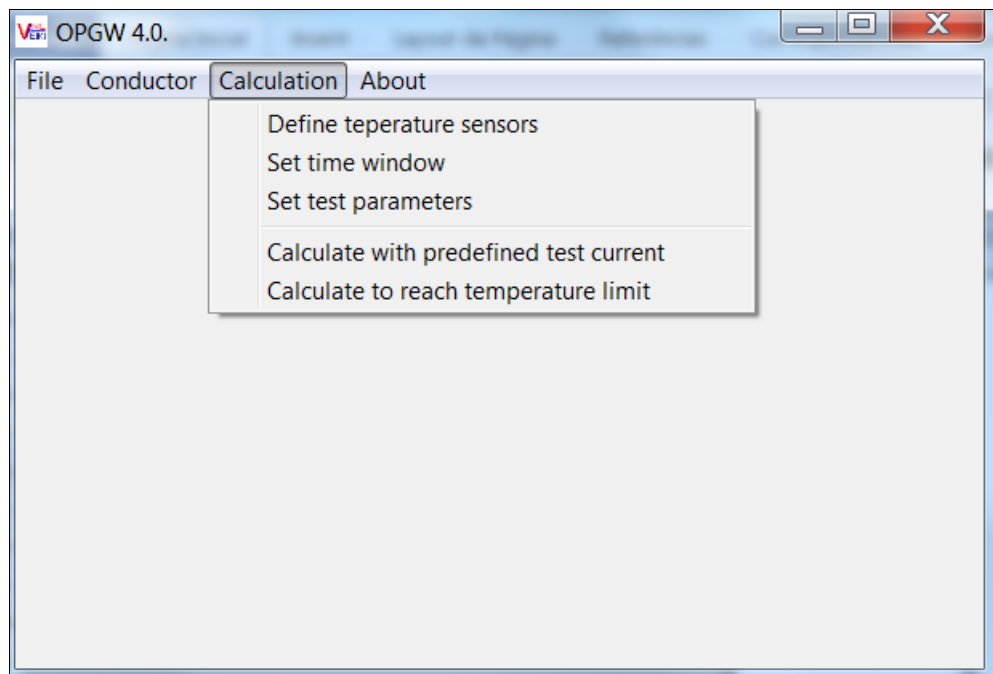 OPGW 4.0.
File Conductor Calculation About
Define teperature sensors
Set time window
Set test parameters
Calculate with predefined test current
Calculate to reach temperature limit